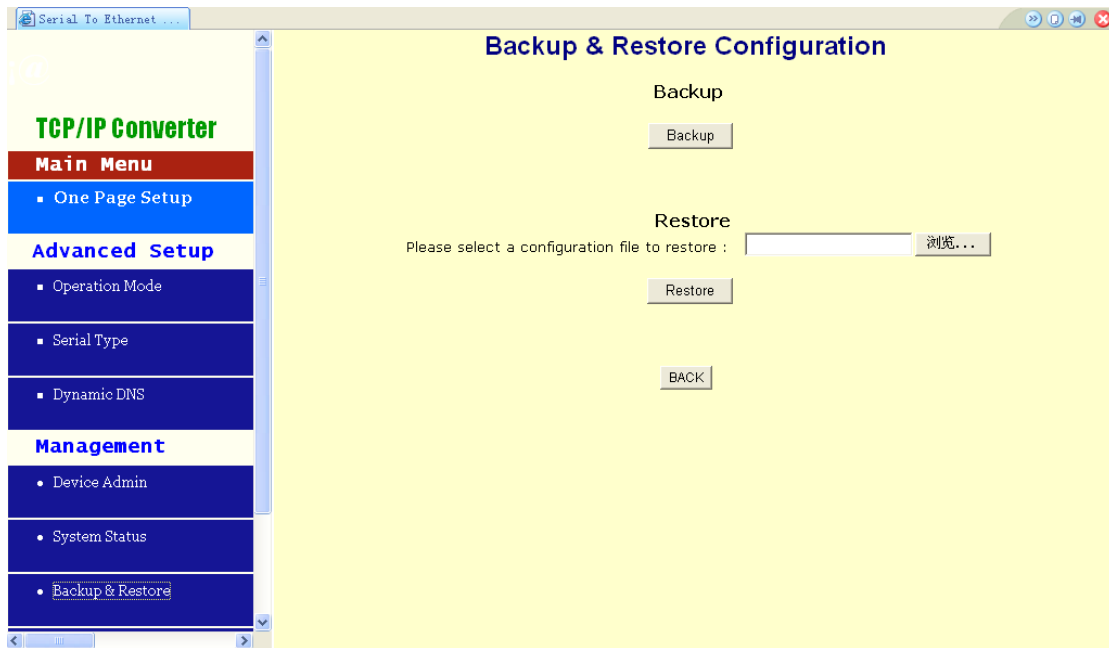 Serial To Ethernet ...
TCP/IP Converter
Main Menu
One Page Setup
Advanced Setup
Operation Mode
Serial Type
Dynamic DNS
Management
Device Admin
System Status
Backup & Restore
Backup & Restore Configuration
Backup
Backup
Restore
Please select a configuration file to restore :
浏览...
Restore
BACK